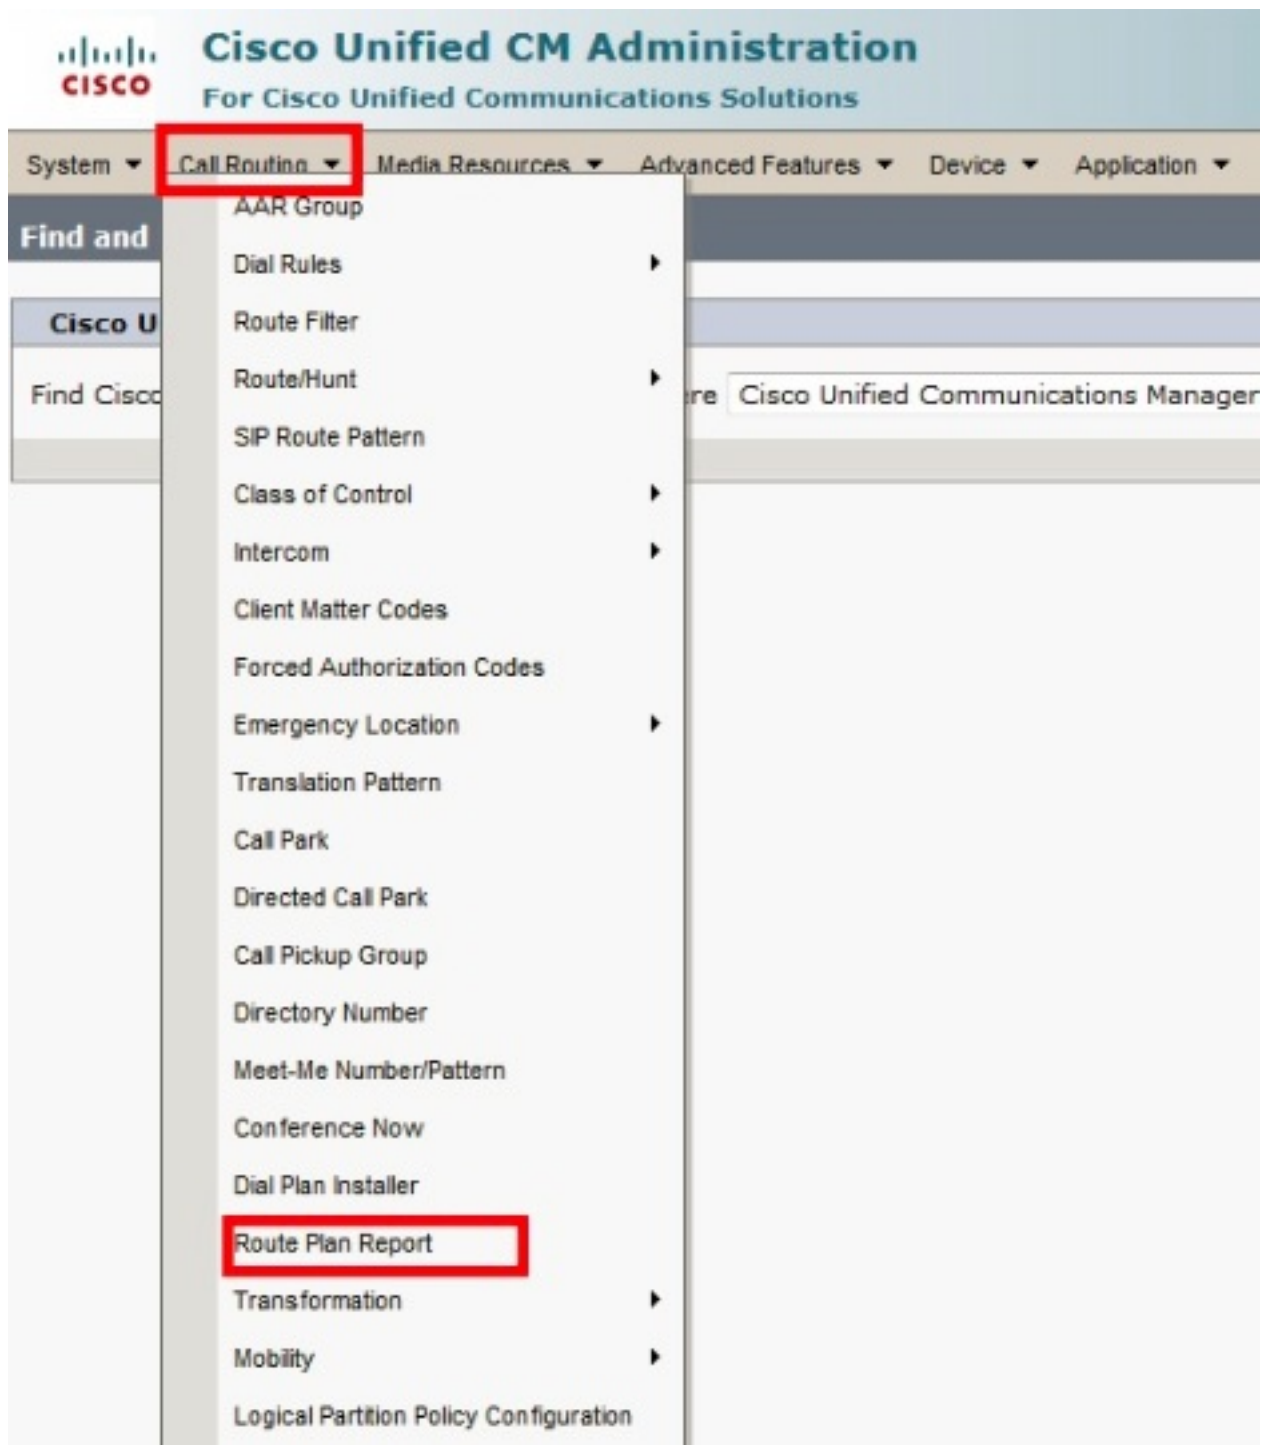 CISCO
Cisco Unified CM Administration
For Cisco Unified Communications Solutions
System Call Routing Media Resources Advanced Features Device Application
Find and
Cisco U
Find Cisco
ere Cisco Unified Communications Manager
AAR Group
Dial Rules
Route Filter
Route/Hunt
SIP Route Pattern
Class of Control
Intercom
Client Matter Codes
Forced Authorization Codes
Emergency Location
Translation Pattern
Call Park
Directed Call Park
Call Pickup Group
Directory Number
Meet-Me Number/Pattern
Conference Now
Dial Plan Installer
Route Plan Report
Transformation
Mobility
Logical Partition Policy Configuration